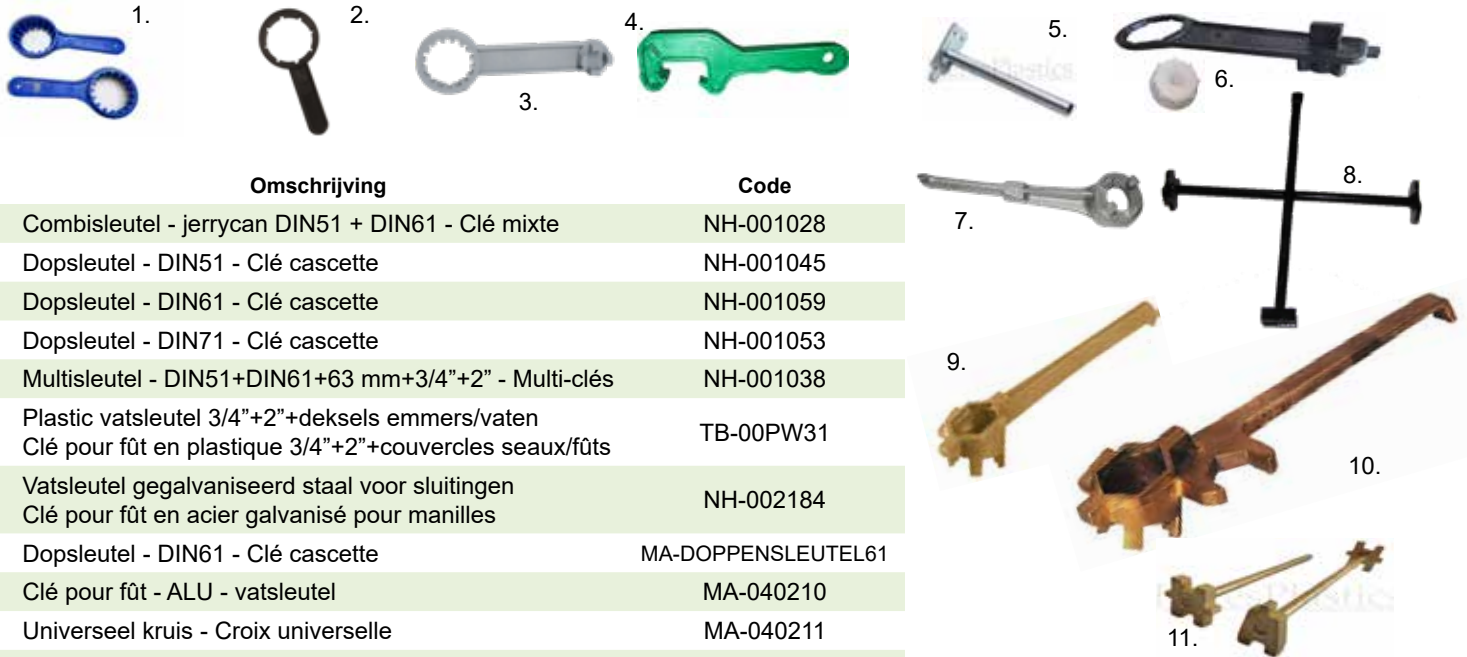 1.
2.
3.
4.
5.
6.
7.
8.
9.
10.
11.
Omschrijving Code
Combisleutel - jerrycan DIN51 + DIN61 - Clé mixte NH-001028
Dopsleutel - DIN51 - Clé cascette NH-001045
Dopsleutel - DIN61 - Clé cascette NH-001059
Dopsleutel - DIN71 - Clé cascette NH-001053
Multisleutel - DIN51+DIN61+63 mm+3/4”+2” - Multi-clés NH-001038
Plastic vatsleutel 3/4”+2”+deksels emmers/vaten
Clé pour fût en plastique 3/4”+2”+couvercles seaux/fûts TB-00PW31
Vatsleutel gegalvaniseerd staal voor sluitingen
Clé pour fût en acier galvanisé pour manilles NH-002184
Dopsleutel - DIN61 - Clé cascette MA-DOPPENSLEUTEL61
Clé pour fût - ALU - vatsleutel MA-040210
Universeel kruis - Croix universelle MA-040211